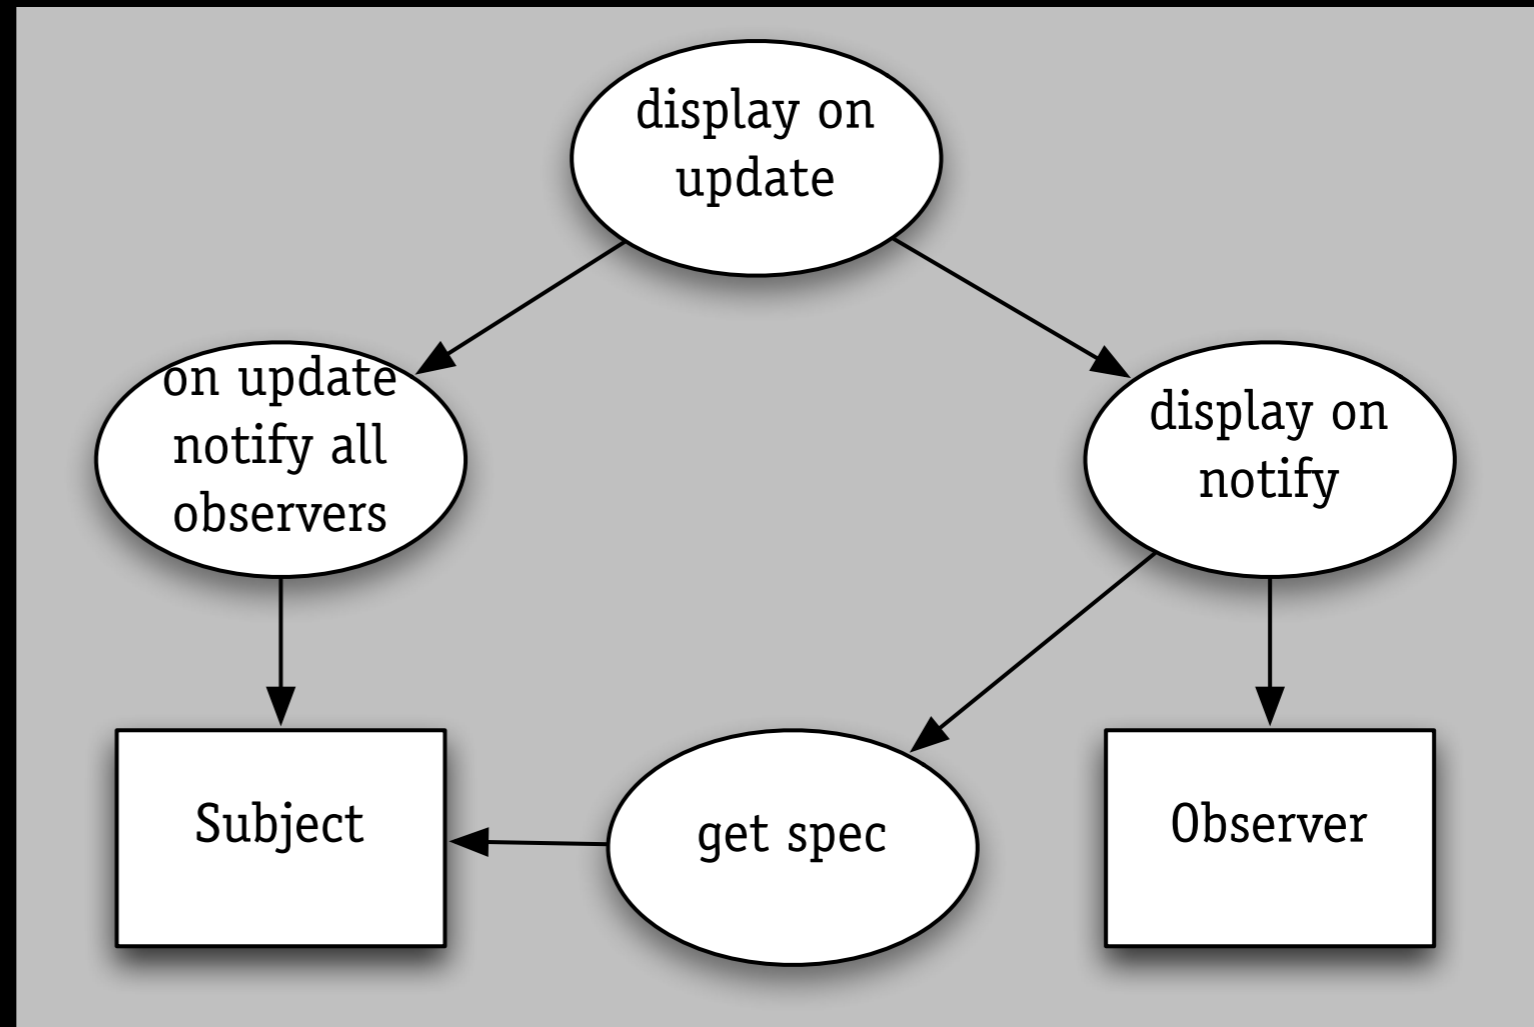 display on
update
on update
notify all
observers
display on
notify
Subject
get spec
Observer